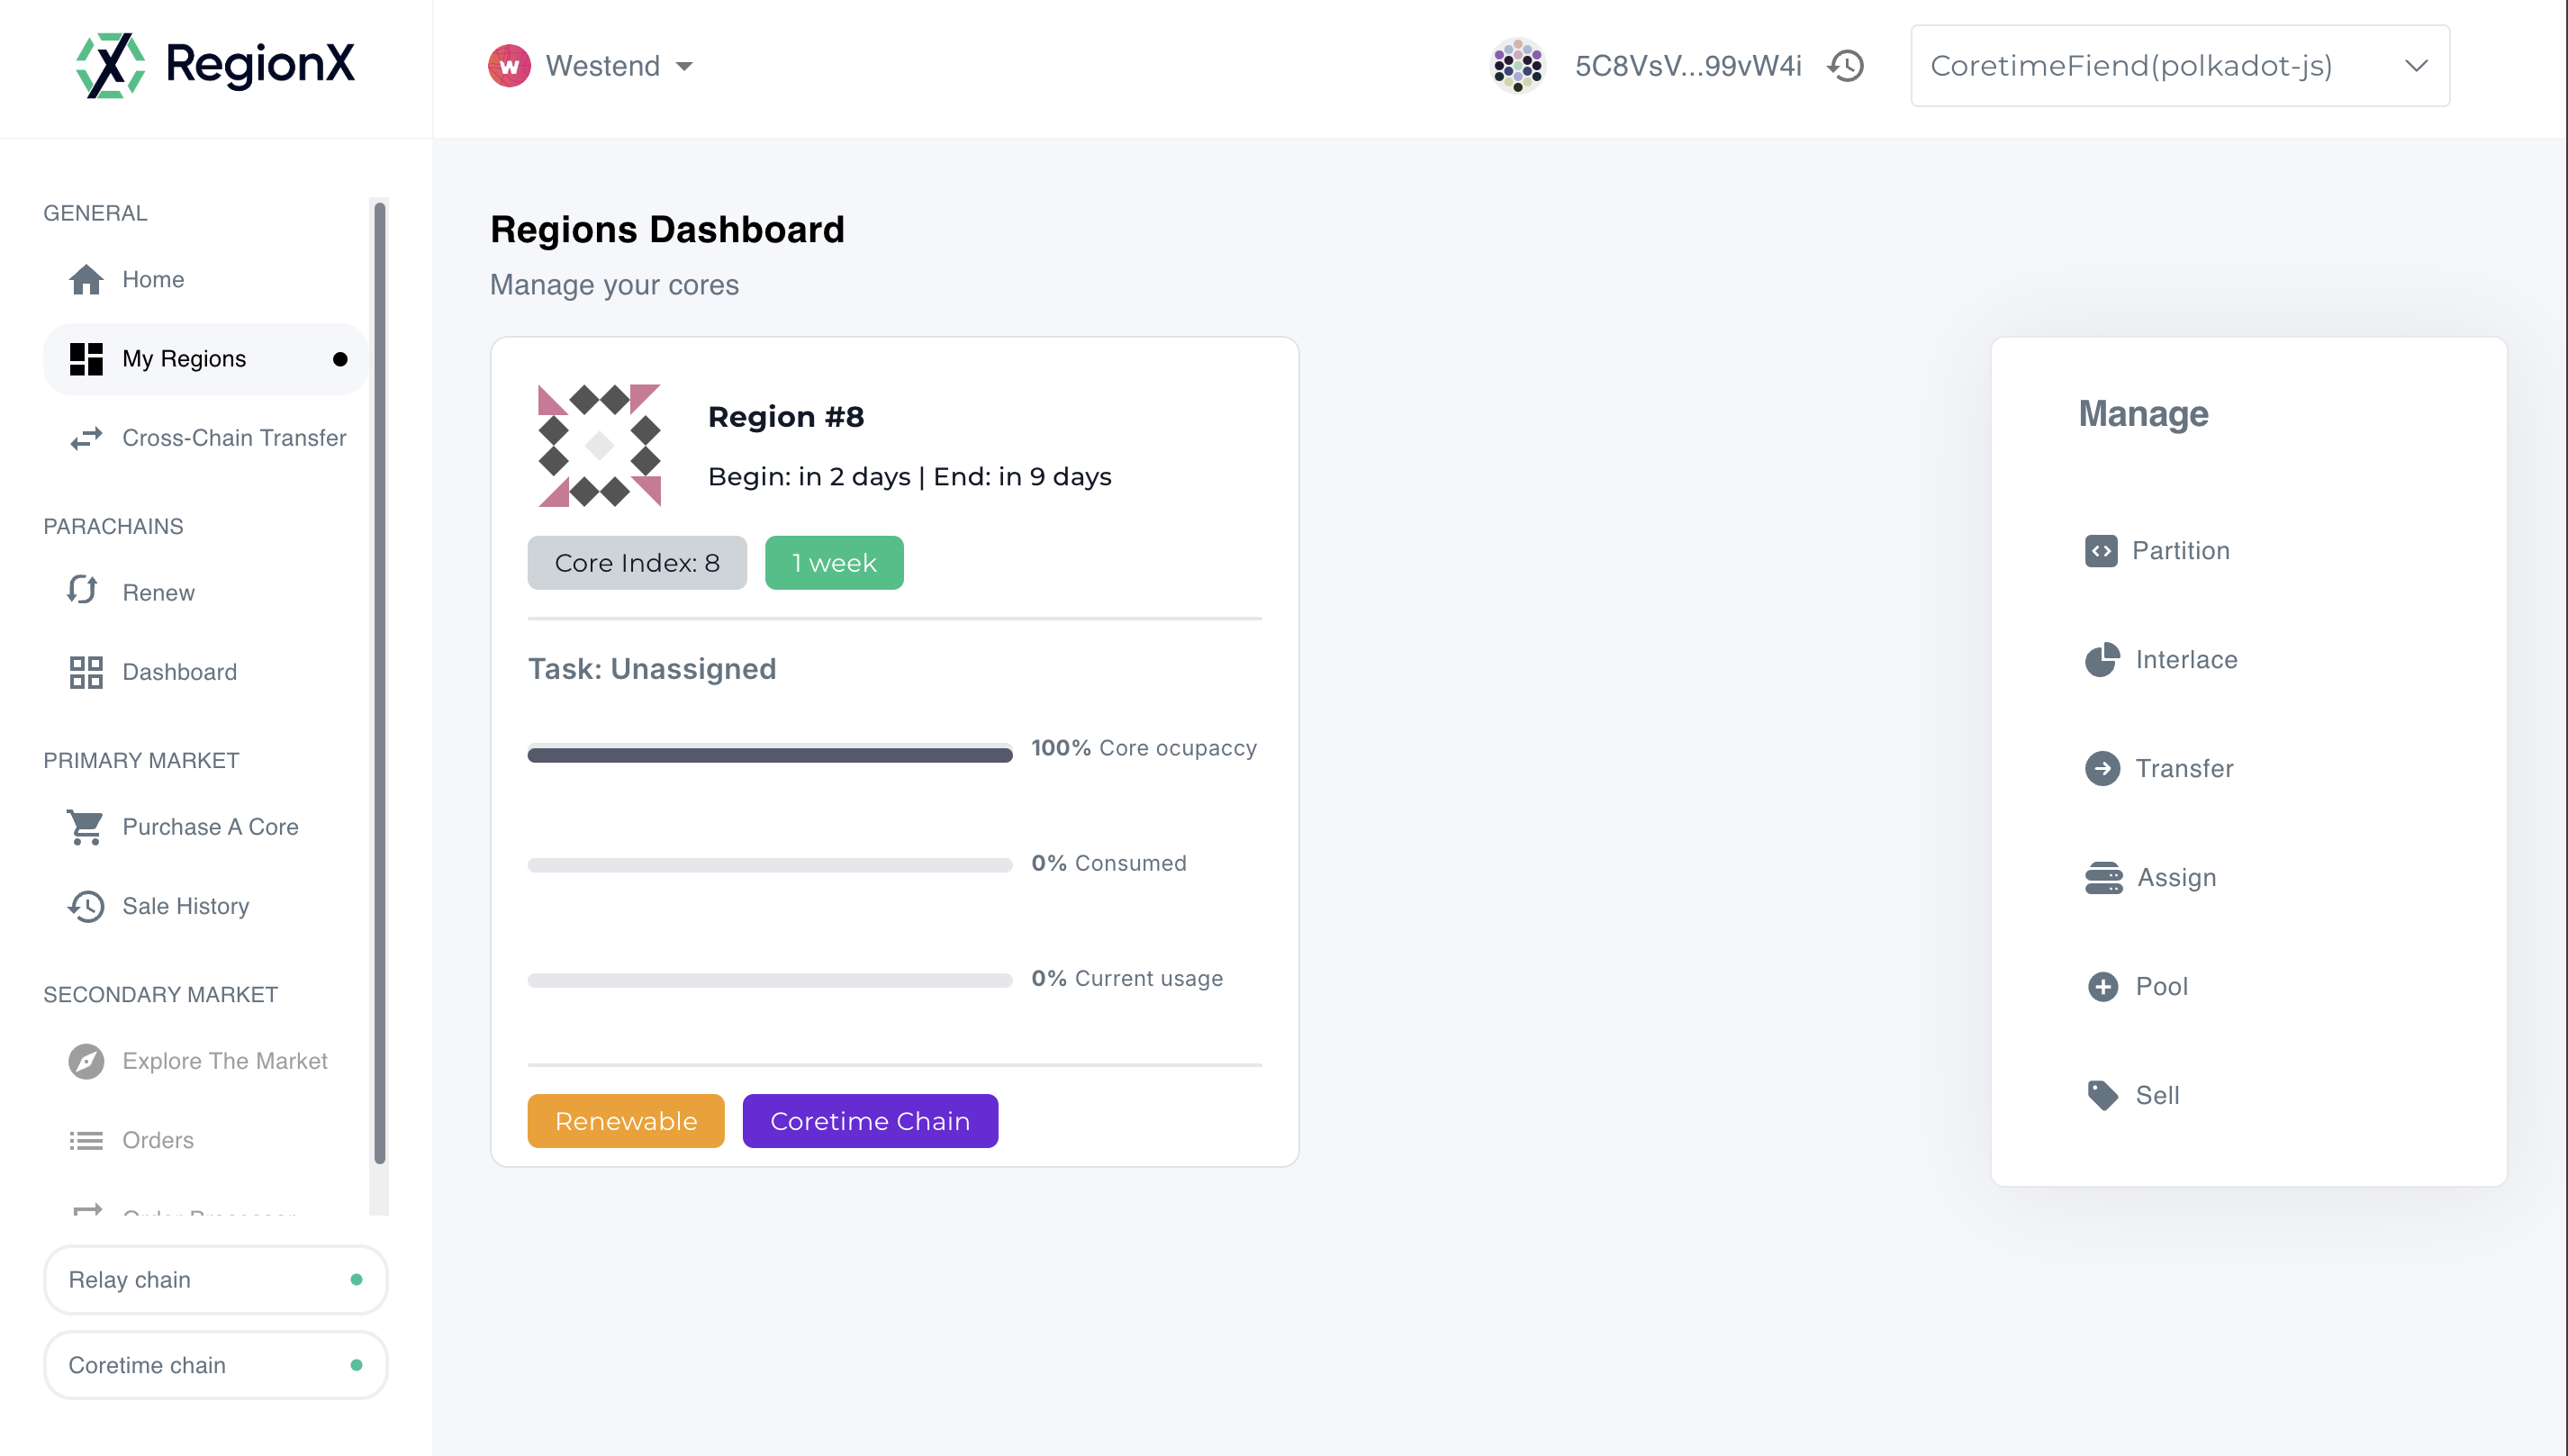 RegionX
Westend
5C8VsV...99vW4i
CoretimeFiend(polkadot-js)
GENERAL
Home
My Regions
Cross-Chain Transfer
PARACHAINS
Renew
Dashboard
PRIMARY MARKET
Purchase A Core
Sale History
SECONDARY MARKET
Explore The Market
Orders
Relay chain
Coretime chain
Regions Dashboard
Manage your cores
Region #8
Begin: in 2 days | End: in 9 days
Core Index: 8
1 week
Task: Unassigned
100% Core ocupaccy
0% Consumed
0% Current usage
Renewable
Coretime Chain
Manage
Partition
Interlace
Transfer
Assign
Pool
Sell